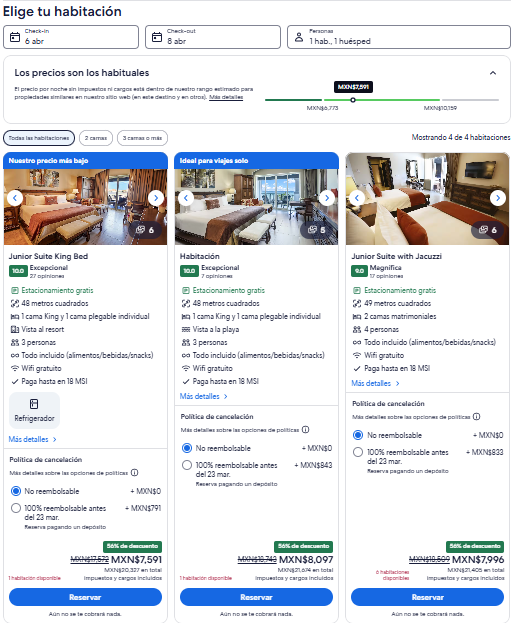 Elige tu habitación
Check-in
6 abr
Check-out
8 abr
Personas
1 hab., 1 huésped
Los precios son los habituales
El precio por noche sin impuestos ni cargos está dentro de nuestro rango estimado para
propiedades similares en nuestro sitio web (en este destino y en otros). Más detalles
MXN$7,591
MXN$6,773
MXN$10,159
Todas las habitaciones
2 camas
3 camas o más
Mostrando 4 de 4 habitaciones
Nuestro precio más bajo
6
Junior Suite King Bed
10.0
Excepcional
27 opiniones
Estacionamiento gratis
48 metros cuadrados
1 cama King y 1 cama plegable individual
Vista al resort
3 personas
Todo incluido (alimentos/bebidas/snacks)
Wifi gratuito
Paga hasta en 18 MSI
Refrigerador
Más detalles
Política de cancelación
Más detalles sobre las opciones de políticas
No reembolsable
+ MXN$0
100% reembolsable antes
del 23 mar.
+ MXN$791
Reserva pagando un depósito
56% de descuento
MXN$17,572 MXN$7,591
MXN$20,327 en total
1 habitación disponible
impuestos y cargos incluidos
Reservar
Aún no se te cobrará nada.
Ideal para viajes solo
5
Habitación
10.0
Excepcional
7 opiniones
Estacionamiento gratis
48 metros cuadrados
1 cama King y 1 cama plegable individual
Vista a la playa
3 personas
Todo incluido (alimentos/bebidas/snacks)
Wifi gratuito
Paga hasta en 18 MSI
Más detalles
Política de cancelación
Más detalles sobre las opciones de políticas
No reembolsable
+ MXN$0
100% reembolsable antes
del 23 mar.
+ MXN$843
Reserva pagando un depósito
56% de descuento
MXN$18,743 MXN$8,097
MXN$21,674 en total
1 habitación disponible
impuestos y cargos incluidos
Reservar
Aún no se te cobrará nada.
6
Junior Suite with Jacuzzi
9.0
Magnífica
17 opiniones
Estacionamiento gratis
49 metros cuadrados
2 camas matrimoniales
4 personas
Todo incluido (alimentos/bebidas/snacks)
Wifi gratuito
Paga hasta en 18 MSI
Más detalles
Política de cancelación
Más detalles sobre las opciones de políticas
No reembolsable
+ MXN$0
100% reembolsable antes
del 23 mar.
+ MXN$833
Reserva pagando un depósito
56% de descuento
MXN$18,509 MXN$7,996
MXN$21,405 en total
6 habitaciones
disponibles
impuestos y cargos incluidos
Reservar
Aún no se te cobrará nada.